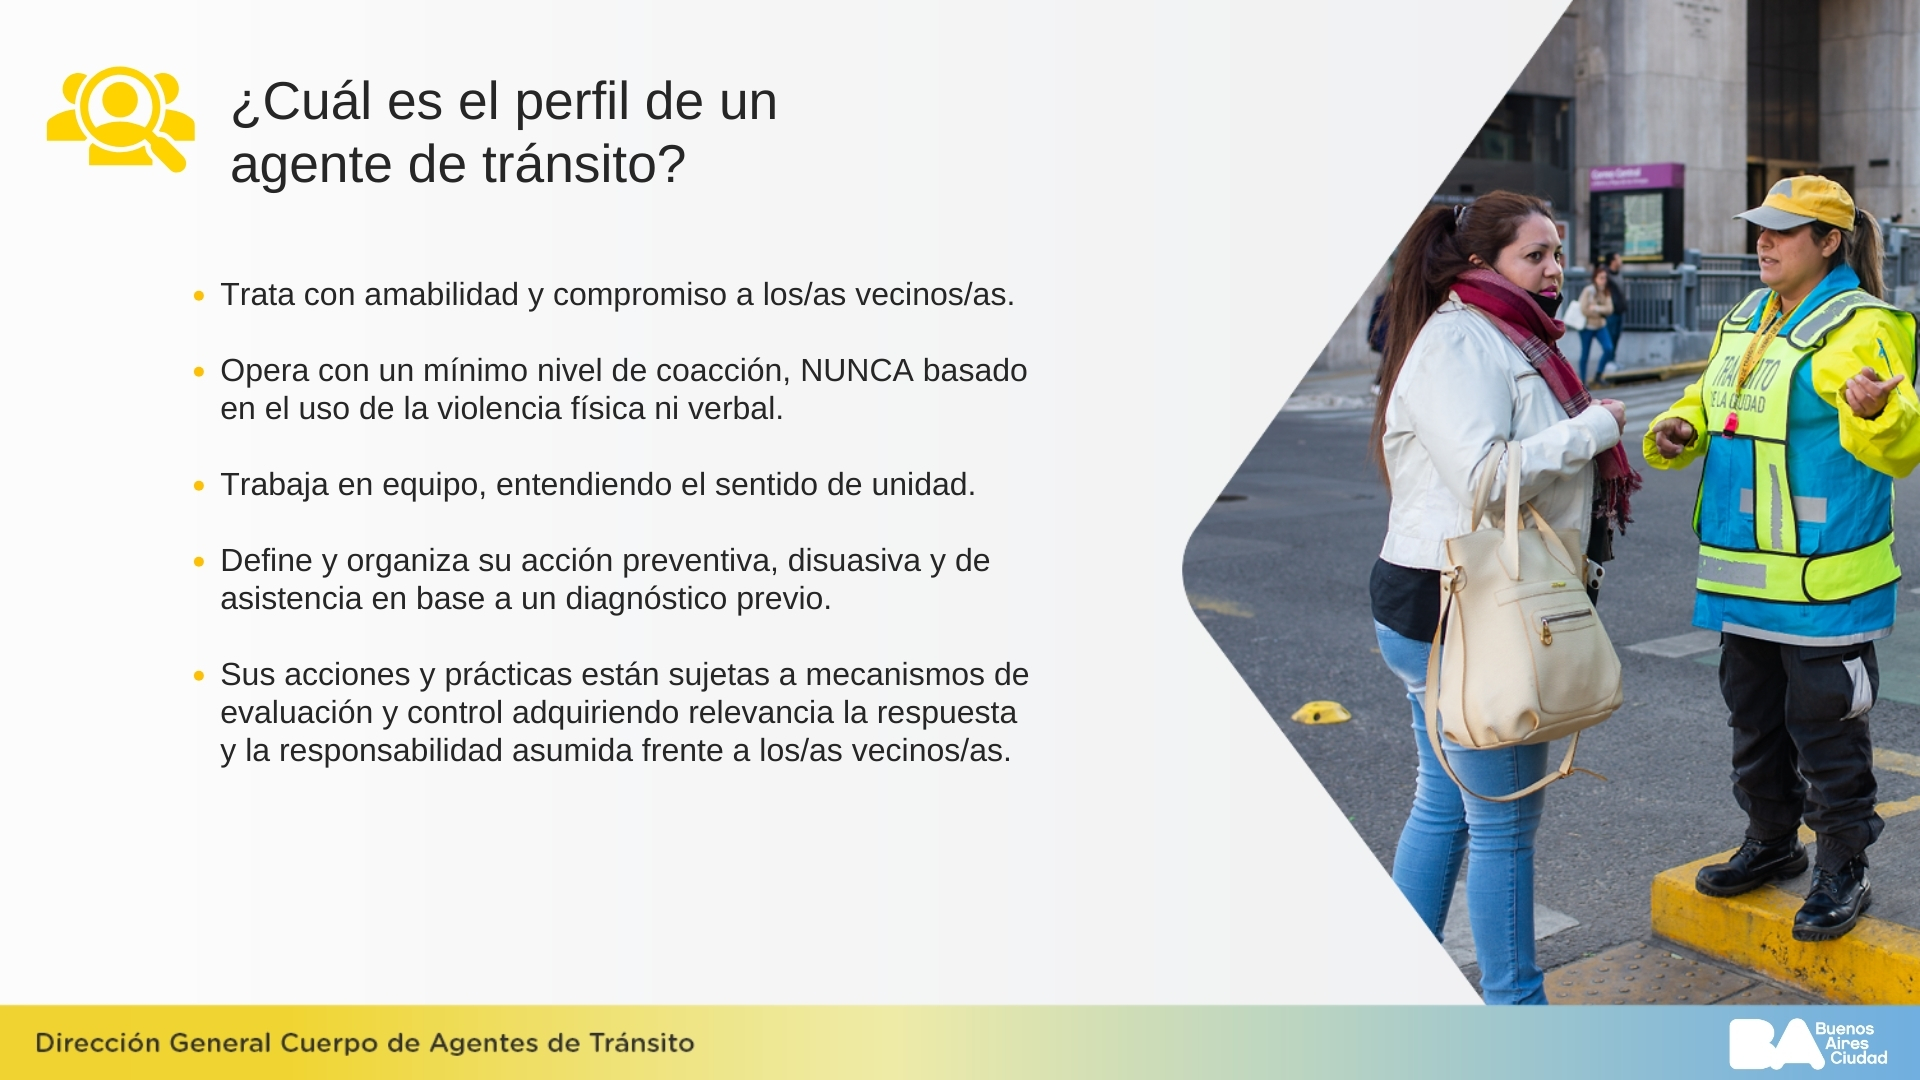 ¿Cuál es el perfil de un
agente de tránsito?
Trata con amabilidad y compromiso a los/as vecinos/as.
Opera con un mínimo nivel de coacción, NUNCA basado
en el uso de la violencia física ni verbal.
Trabaja en equipo, entendiendo el sentido de unidad.
Define y organiza su acción preventiva, disuasiva y de
asistencia en base a un diagnóstico previo.
Sus acciones y prácticas están sujetas a mecanismos de
evaluación y control adquiriendo relevancia la respuesta
y la responsabilidad asumida frente a los/as vecinos/as.
Correo Central
DE LA CIUDAD
Dirección General Cuerpo de Agentes de Tránsito
BA
Buenos
Aires
Ciudad